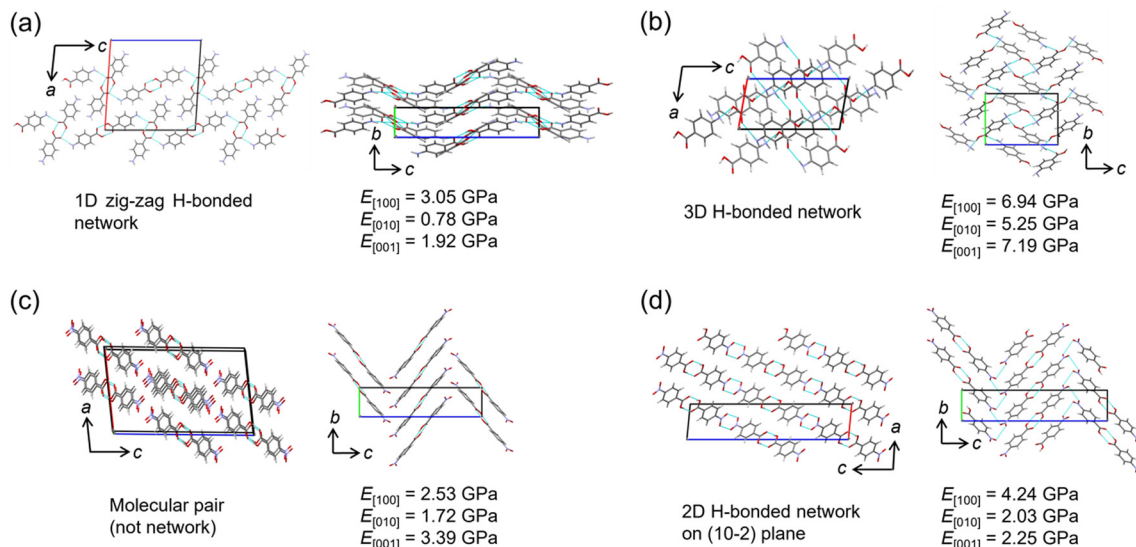 (a)
c
a
b
c
1D zig-zag H-bonded
network
E[100] = 3.05 GPa
E[010] = 0.78 GPa
E[001] = 1.92 GPa
(b)
c
a
b
c
3D H-bonded network
E[100] = 6.94 GPa
E[010] = 5.25 GPa
E[001] = 7.19 GPa
(c)
a
c
b
c
Molecular pair
(not network)
E[100] = 2.53 GPa
E[010] = 1.72 GPa
E[001] = 3.39 GPa
(d)
a
c
b
c
2D H-bonded network
on (10-2) plane
E[100] = 4.24 GPa
E[010] = 2.03 GPa
E[001] = 2.25 GPa